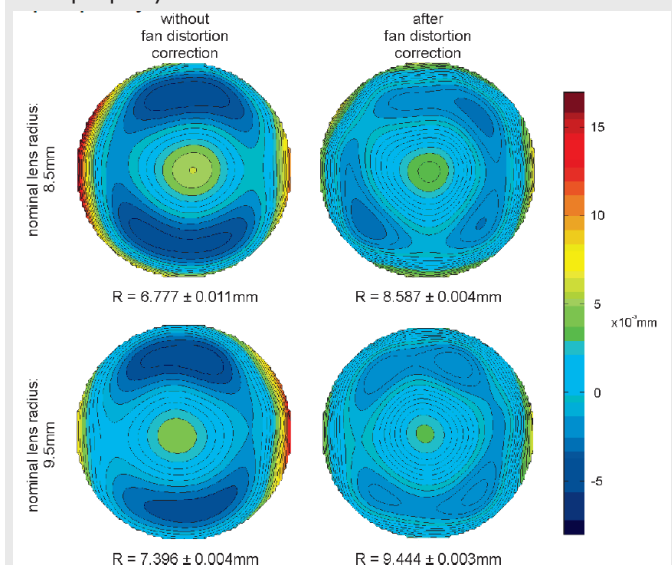 without
fan distortion
correction
after
fan distortion
correction
nominal lens radius:
8.5mm
R = 6.777 ± 0.011mm
R = 8.587 ± 0.004mm
nominal lens radius:
9.5mm
R = 7.396 ± 0.004mm
R = 9.444 ± 0.003mm
15
10
5
0
-5
x10⁻³mm